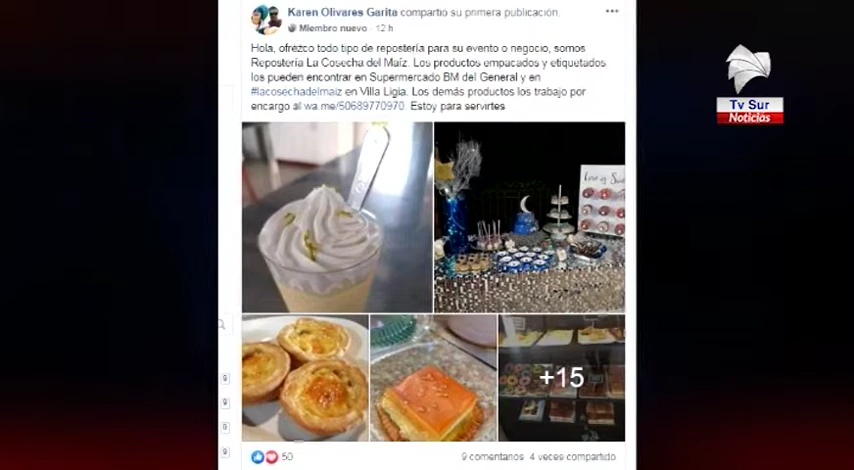 Karen Olivares Garita compartió su primera publicación.
Miembro nuevo · 12 h
Hola, ofrezco todo tipo de repostería para su evento o negocio, somos
Repostería La Cosecha del Maíz. Los productos empacados y etiquetados
los pueden encontrar en Supermercado BM del General y en
#lacosechadelmaiz en Villa Ligia. Los demás productos los trabajo por
encargo al wa.me/50689770970. Estoy para servirtes
Tv Sur
Noticias
+15
50
9 comentarios 4 veces compartido